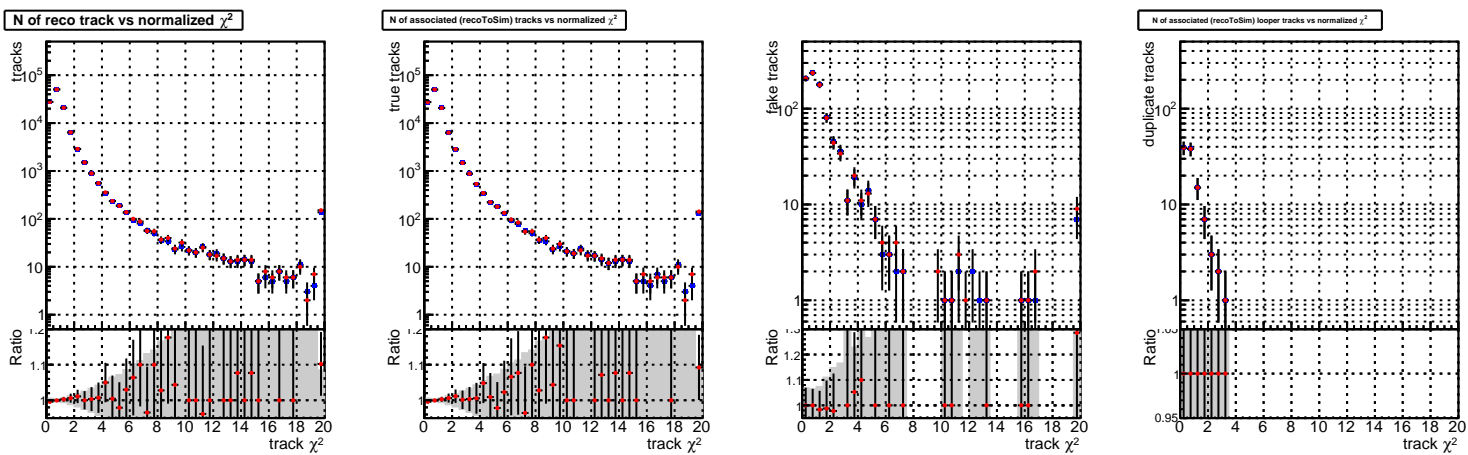 N of reco track vs normalized χ²
tracks
10⁵
10⁴
10³
10²
10
1
Ratio
1.2
1.1
1
0 2 4 6 8 10 12 14 16 18 20
track χ²
N of associated (recoToSim) tracks vs normalized χ²
true tracks
10⁵
10⁴
10³
10²
10
1
Ratio
1.2
1.1
1
0 2 4 6 8 10 12 14 16 18 20
track χ²
fake tracks
10²
10
1
Ratio
1.3
1.2
1.1
1
0 2 4 6 8 10 12 14 16 18 20
track χ²
N of associated (recoToSim) looper tracks vs normalized χ²
duplicate tracks
10²
10
1
Ratio
1.05
1
0.95
0 2 4 6 8 10 12 14 16 18 20
track χ²